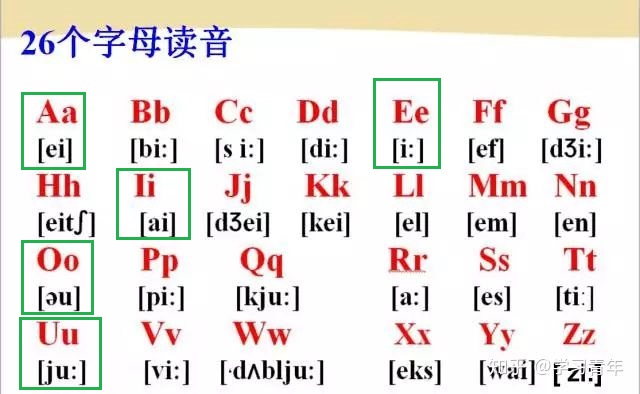 26个字母读音
Aa Bb Cc Dd Ee Ff Gg
[ei] [bi:] [s i:] [di:] [i:] [ef] [dʒi:]
Hh Ii Jj Kk Ll Mm Nn
[eitʃ] [ai] [dʒei] [kei] [el] [em] [en]
Oo Pp Qq Rr Ss Tt
[əu] [pi:] [kju:] [a:] [es] [ti:]
Uu Vv Ww Xx Yy Zz
[ju:] [vi:] [·dʌblju:] [eks] [wai] [zi:]
知乎 @学习青年